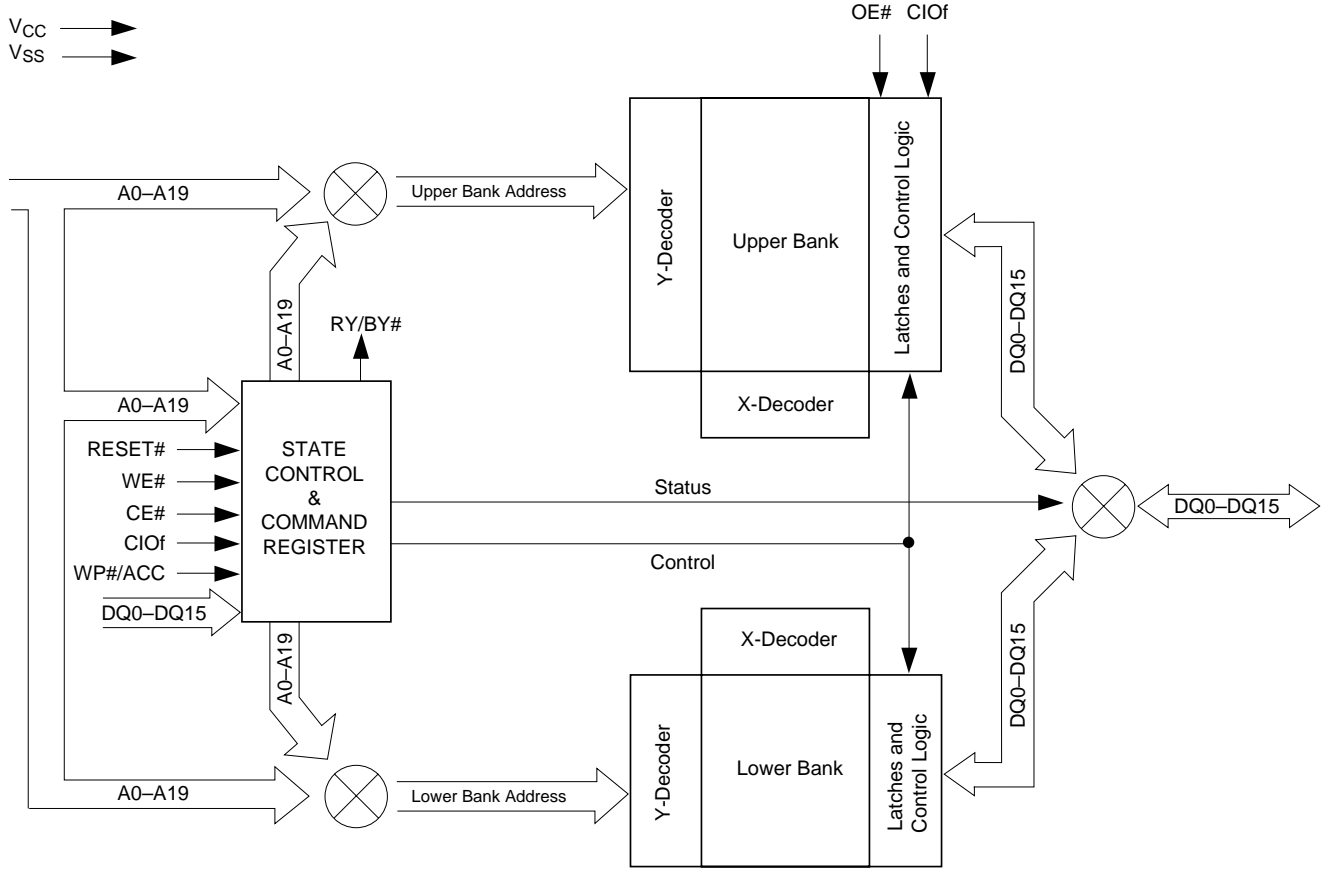 VCC
VSS
OE# CIOf
A0–A19
Upper Bank Address
Y-Decoder
Upper Bank
Latches and Control Logic
X-Decoder
DQ0–DQ15
A0–A19
RY/BY#
A0–A19
RESET#
WE#
CE#
CIOf
WP#/ACC
DQ0–DQ15
STATE
CONTROL
&
COMMAND
REGISTER
Status
Control
DQ0–DQ15
A0–A19
X-Decoder
A0–A19
Lower Bank Address
Y-Decoder
Lower Bank
Latches and
Control Logic
DQ0–DQ15